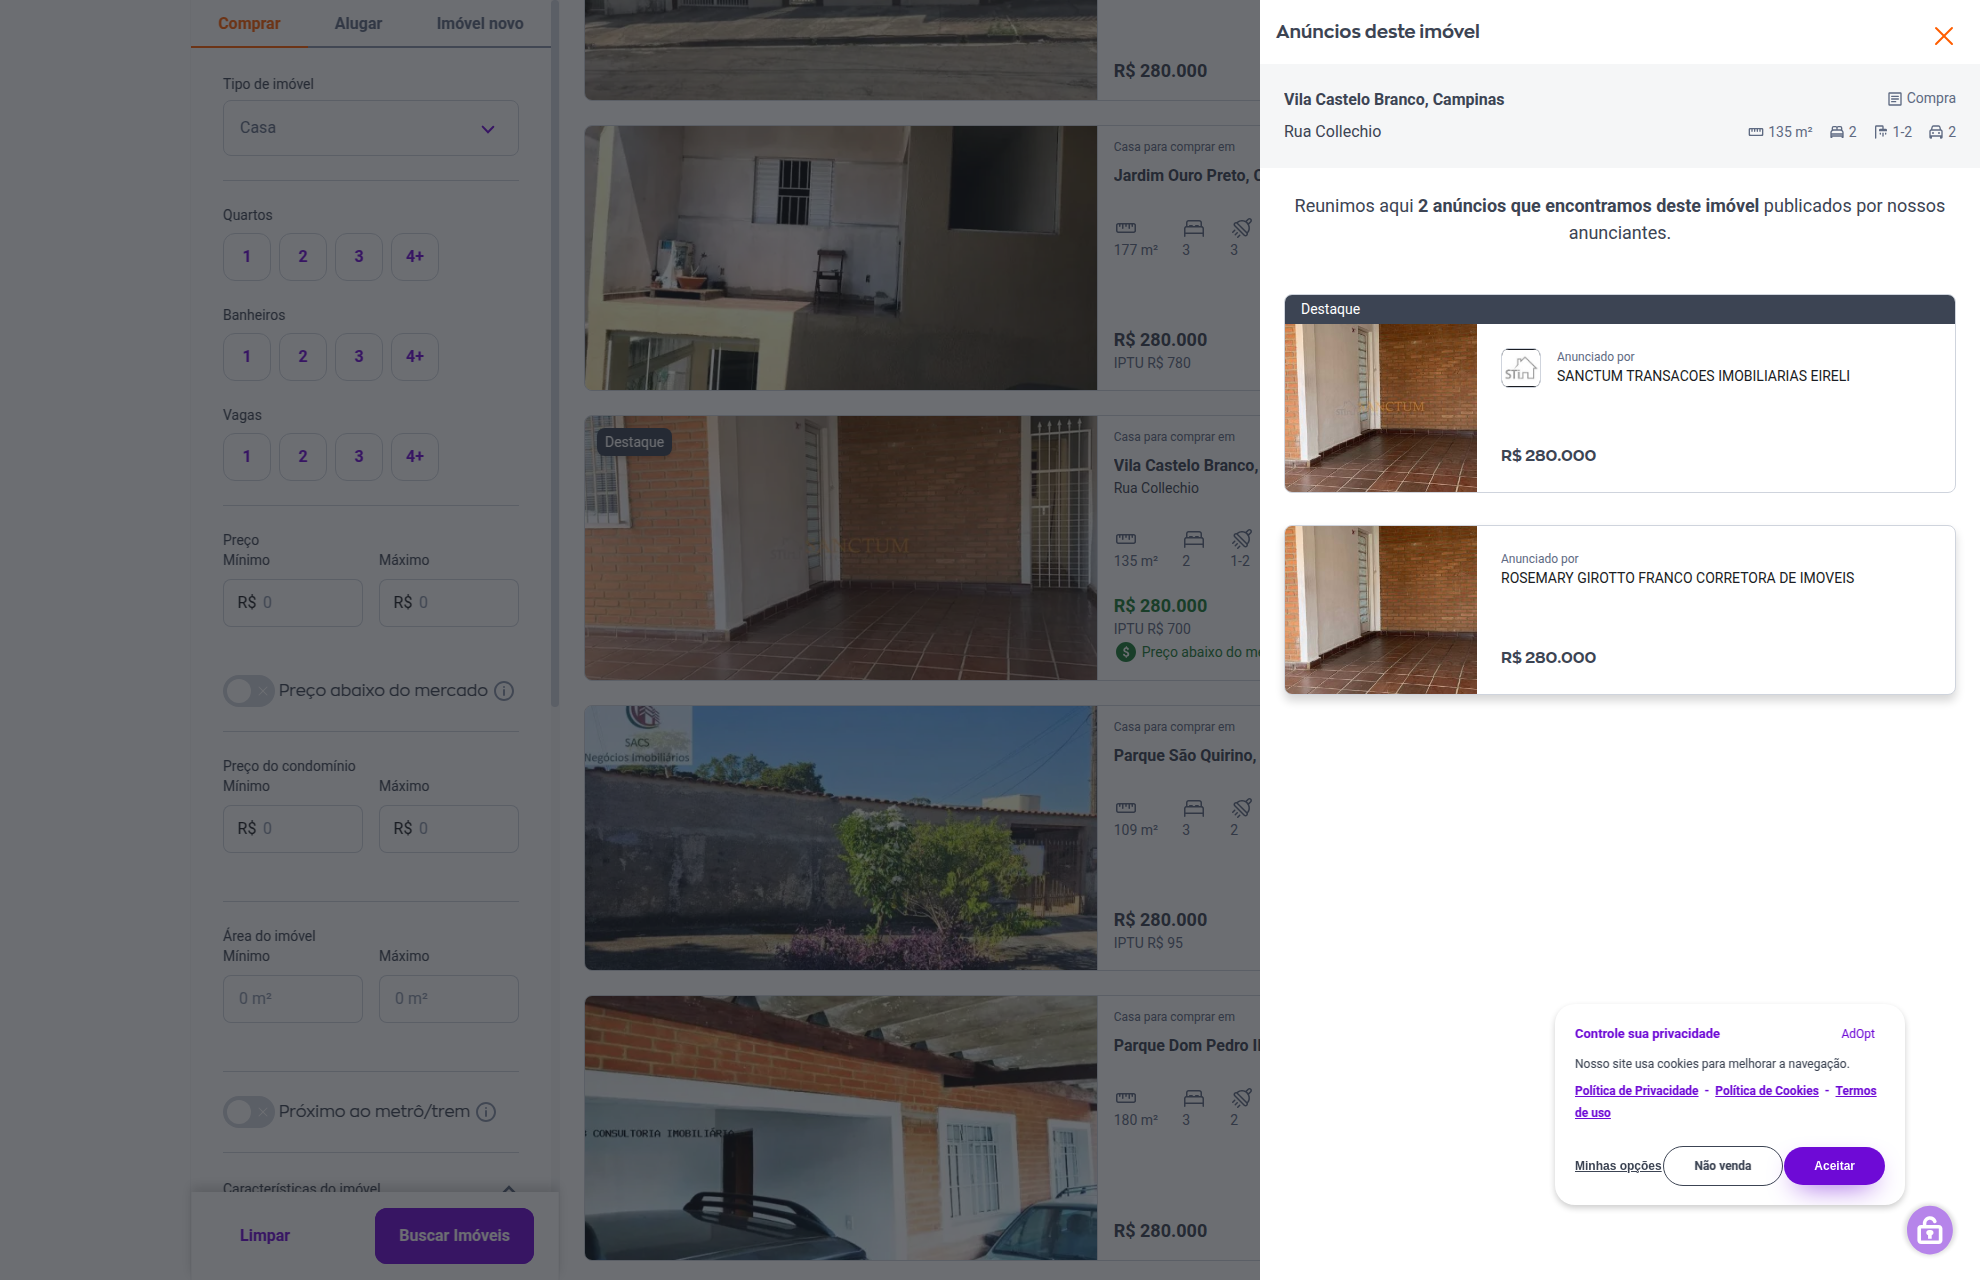 Comprar
Alugar
Imóvel novo
Tipo de imóvel
Casa
Quartos
1
2
3
4+
Banheiros
1
2
3
4+
Vagas
1
2
3
4+
Preço
Mínimo
Máximo
R$ 0
R$ 0
Preço abaixo do mercado
Preço do condomínio
Mínimo
Máximo
R$ 0
R$ 0
Área do imóvel
Mínimo
Máximo
0 m²
0 m²
Próximo ao metrô/trem
Características do imóvel
Limpar
Buscar Imóveis
R$ 280.000
Casa para comprar em
Jardim Ouro Preto, C
177 m²
3
3
R$ 280.000
IPTU R$ 780
Destaque
SANCTUM
Casa para comprar em
Vila Castelo Branco,
Rua Collechio
135 m²
2
1-2
R$ 280.000
IPTU R$ 700
Preço abaixo do me
SACS
Negócios imobiliários
Casa para comprar em
Parque São Quirino,
109 m²
3
2
R$ 280.000
IPTU R$ 95
CONSULTORIA IMOBILIÁRIA
Casa para comprar em
Parque Dom Pedro II
180 m²
3
2
R$ 280.000
Anúncios deste imóvel
Vila Castelo Branco, Campinas
Compra
Rua Collechio
135 m²
2
1-2
2
Reunimos aqui 2 anúncios que encontramos deste imóvel publicados por nossos
anunciantes.
Destaque
SANCTUM
STi
Anunciado por
SANCTUM TRANSACOES IMOBILIARIAS EIRELI
R$ 280.000
Anunciado por
ROSEMARY GIROTTO FRANCO CORRETORA DE IMOVEIS
R$ 280.000
Controle sua privacidade
AdOpt
Nosso site usa cookies para melhorar a navegação.
Política de Privacidade - Política de Cookies - Termos
de uso
Minhas opções
Não venda
Aceitar